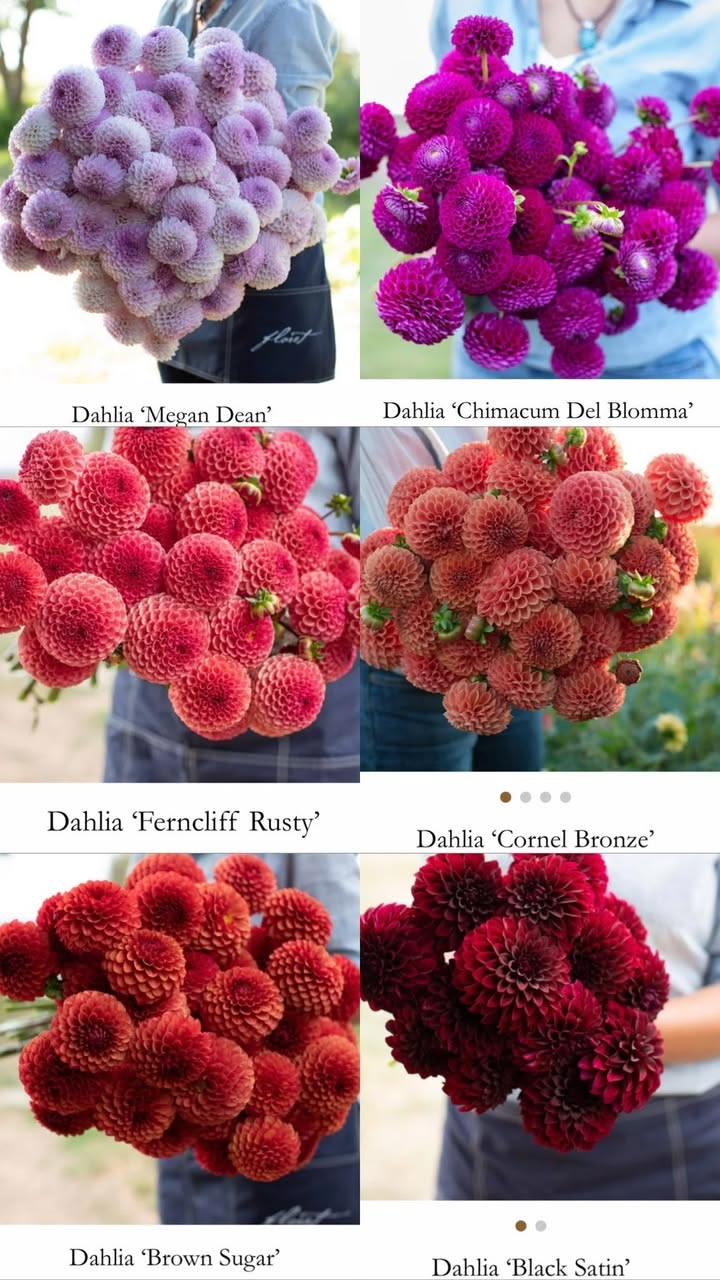 floret
Dahlia ‘Megan Dean’
Dahlia ‘Chimacum Del Blomma’
Dahlia ‘Ferncliff Rusty’
Dahlia ‘Cornel Bronze’
floret
Dahlia ‘Brown Sugar’
Dahlia ‘Black Satin’